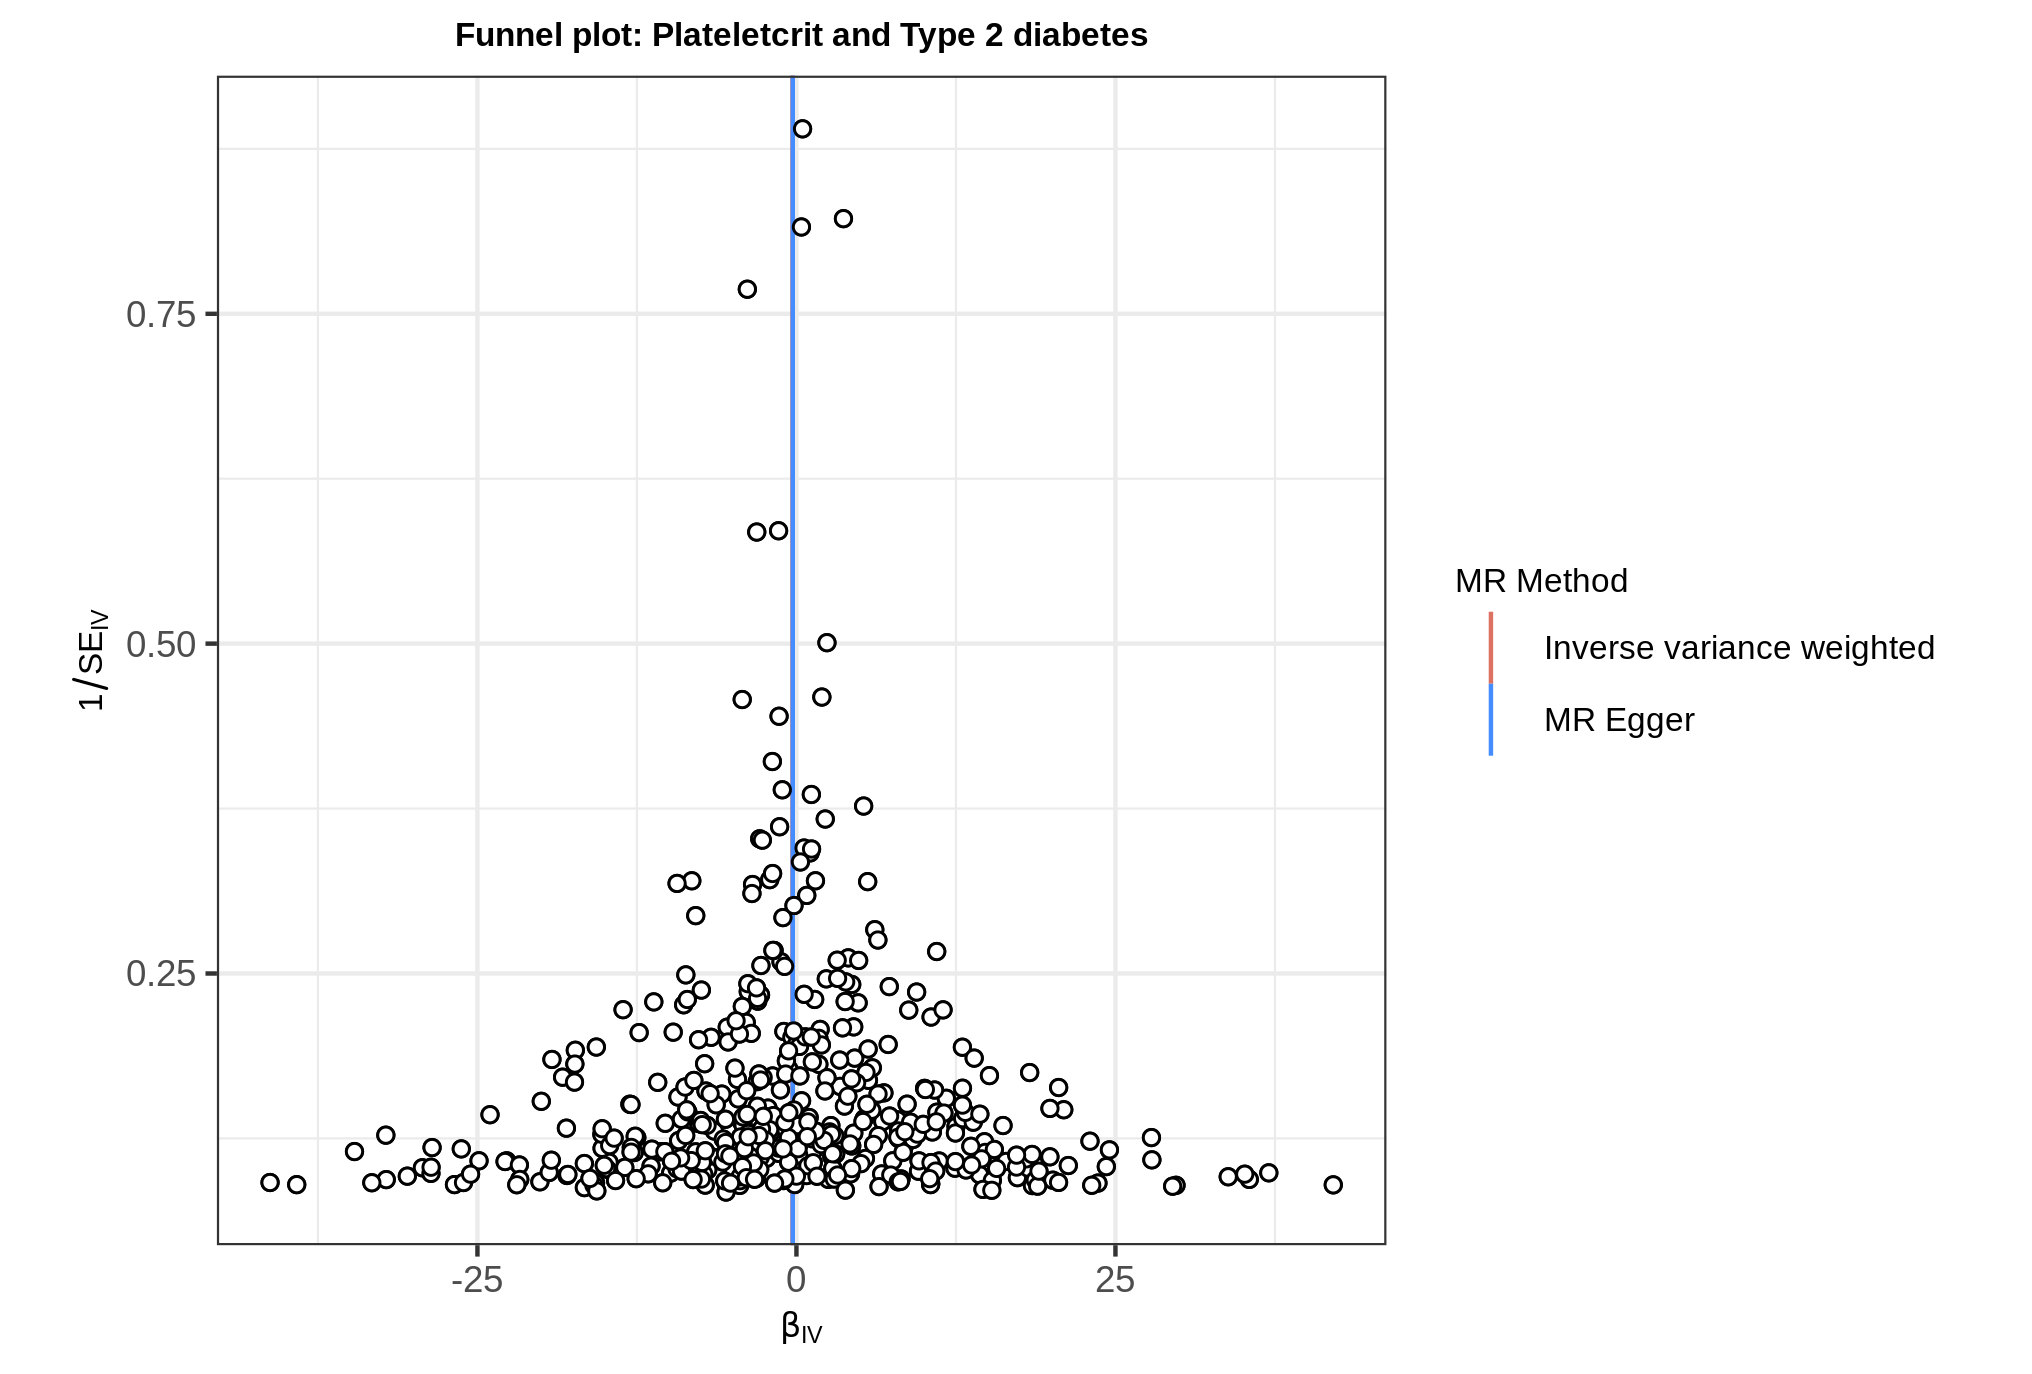 Funnel plot: Plateletcrit and Type 2 diabetes
0.75
0.50
0.25
1/SE_IV
-25
0
25
β_IV
MR Method
Inverse variance weighted
MR Egger